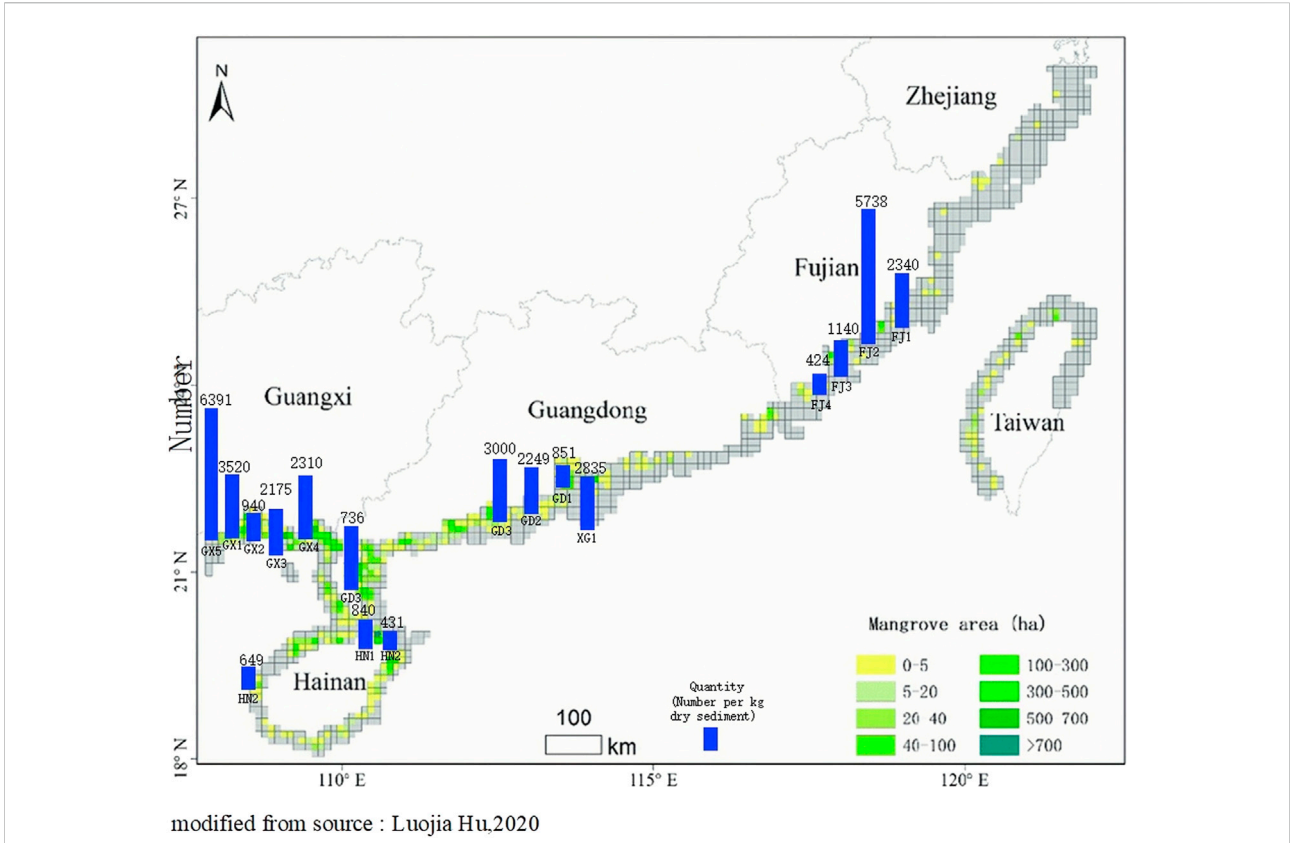 N
Zhejiang
27° N
5738
Fujian
2340
FJ1
1140
FJ2
424
FJ3
FJ4
Number
6391
Guangxi
Guangdong
Taiwan
3520
2310
3000
2249
851
2835
940
2175
736
GD1
GD2
GD3
XG1
GX5
GX1
GX2
GX3
GX4
21° N
GD3
840
431
HN1
HN2
649
HN2
Hainan
Mangrove area (ha)
0-5
100-300
5-20
300-500
20 40
500 700
40-100
>700
Quantity
(Number per kg
dry sediment)
100
km
18° N
110° E
115° E
120° E
modified from source : Luojia Hu,2020